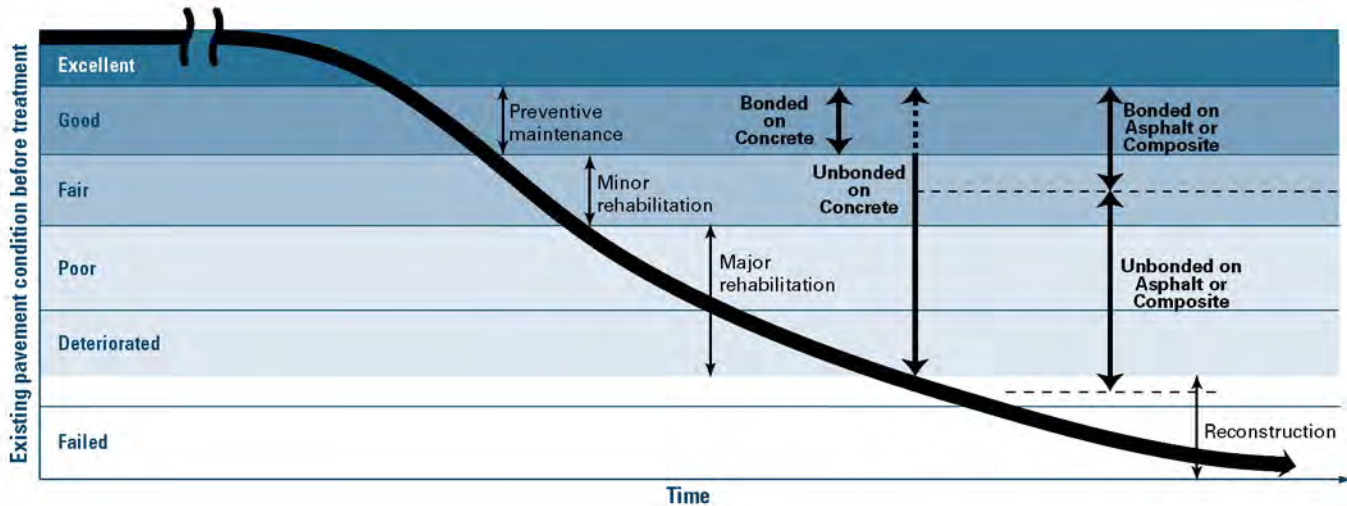 Existing pavement condition before treatment
Excellent
Good
Fair
Poor
Deteriorated
Failed
Preventive
maintenance
Minor
rehabilitation
Major
rehabilitation
Bonded
on
Concrete
Unbonded
on
Concrete
Bonded on
Asphalt or
Composite
Unbonded on
Asphalt or
Composite
Reconstruction
Time